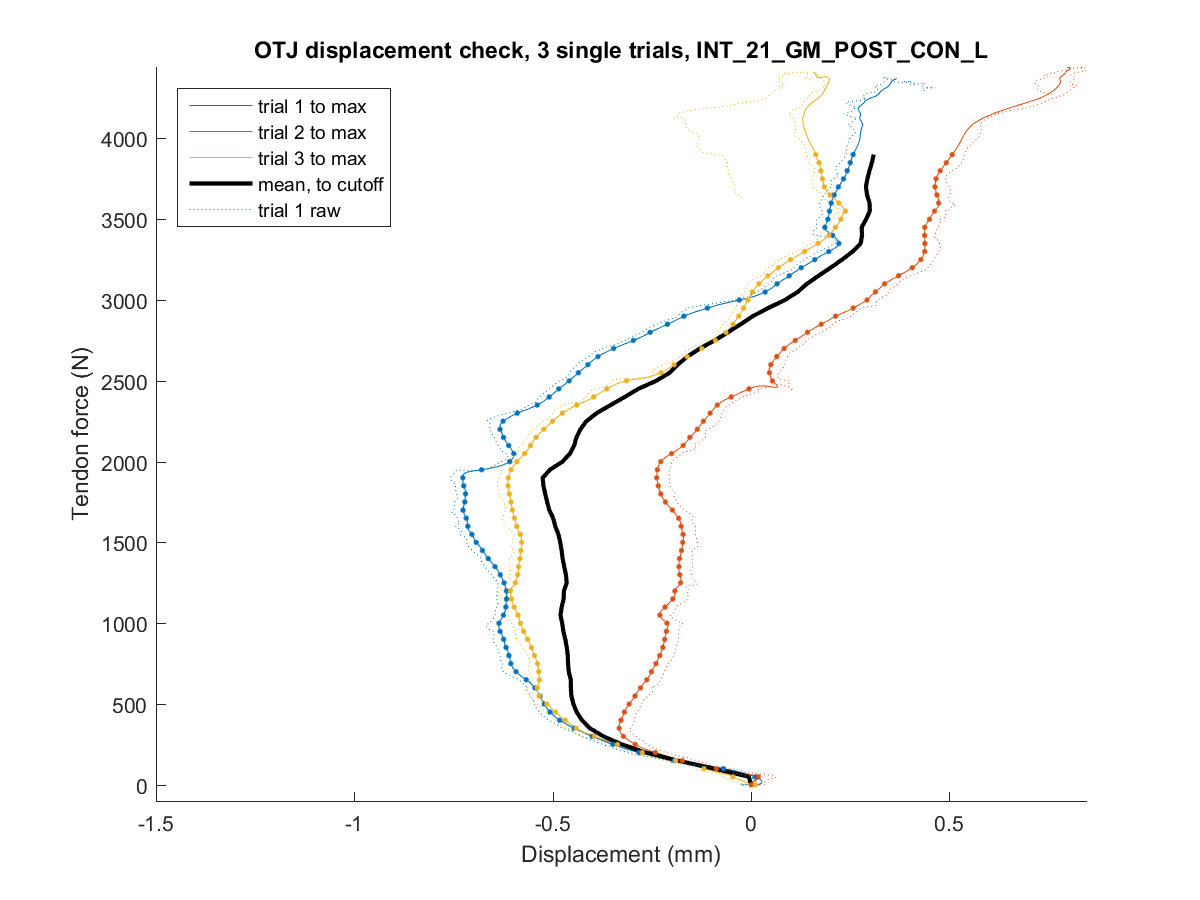 OTJ displacement check, 3 single trials, INT_21_GM_POST_CON_L
trial 1 to max
trial 2 to max
trial 3 to max
mean, to cutoff
trial 1 raw
4000
3500
3000
2500
2000
1500
1000
500
0
Tendon force (N)
-1.5
-1
-0.5
0
0.5
Displacement (mm)